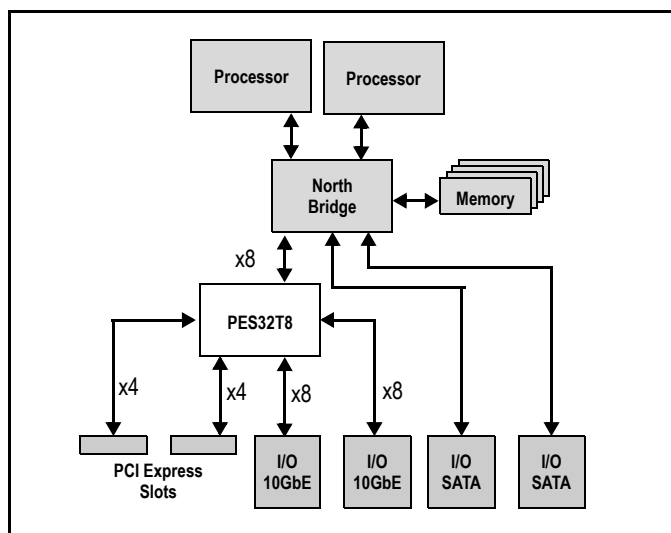 Processor
Processor
North
Bridge
Memory
x8
PES32T8
x4
x4
x8
x8
PCI Express
Slots
I/O
10GbE
I/O
10GbE
I/O
SATA
I/O
SATA